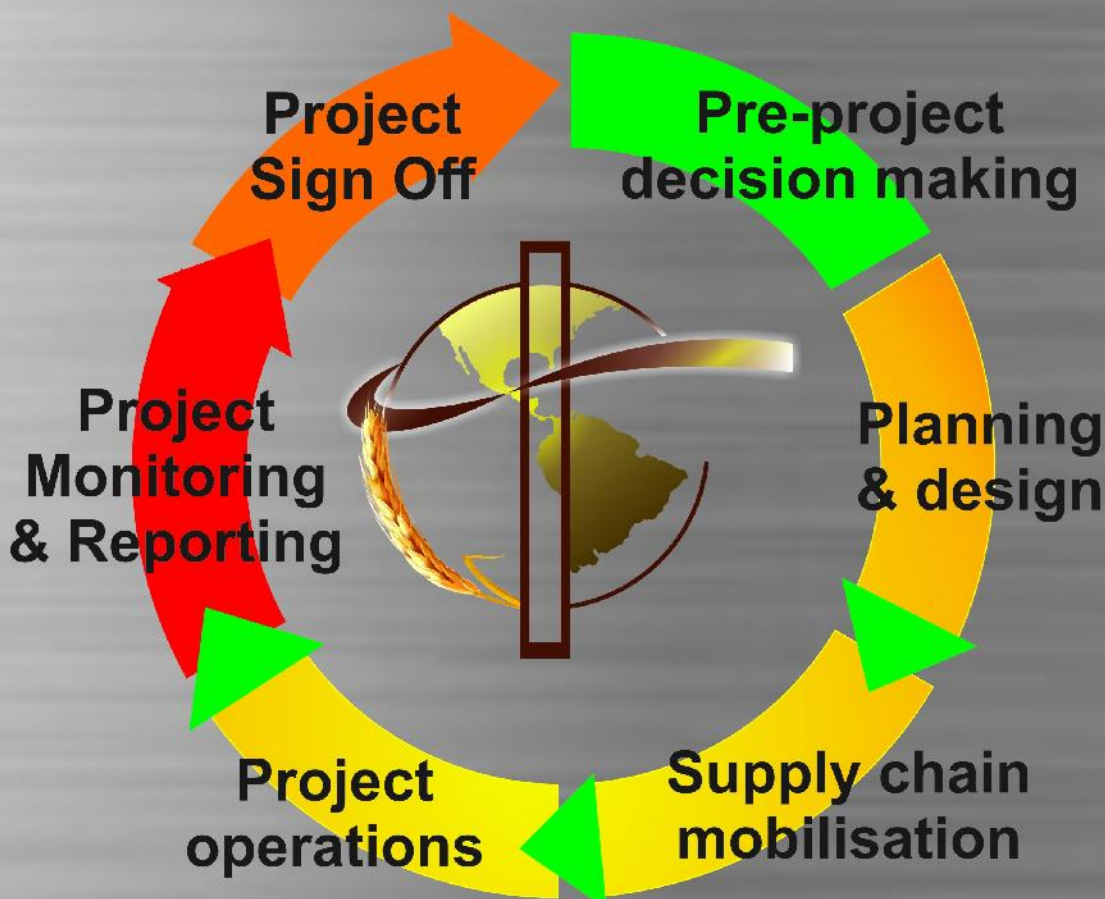 Pre-project
decision making
Planning
& design
Supply chain
mobilisation
Project
operations
Project
Monitoring
& Reporting
Project
Sign Off